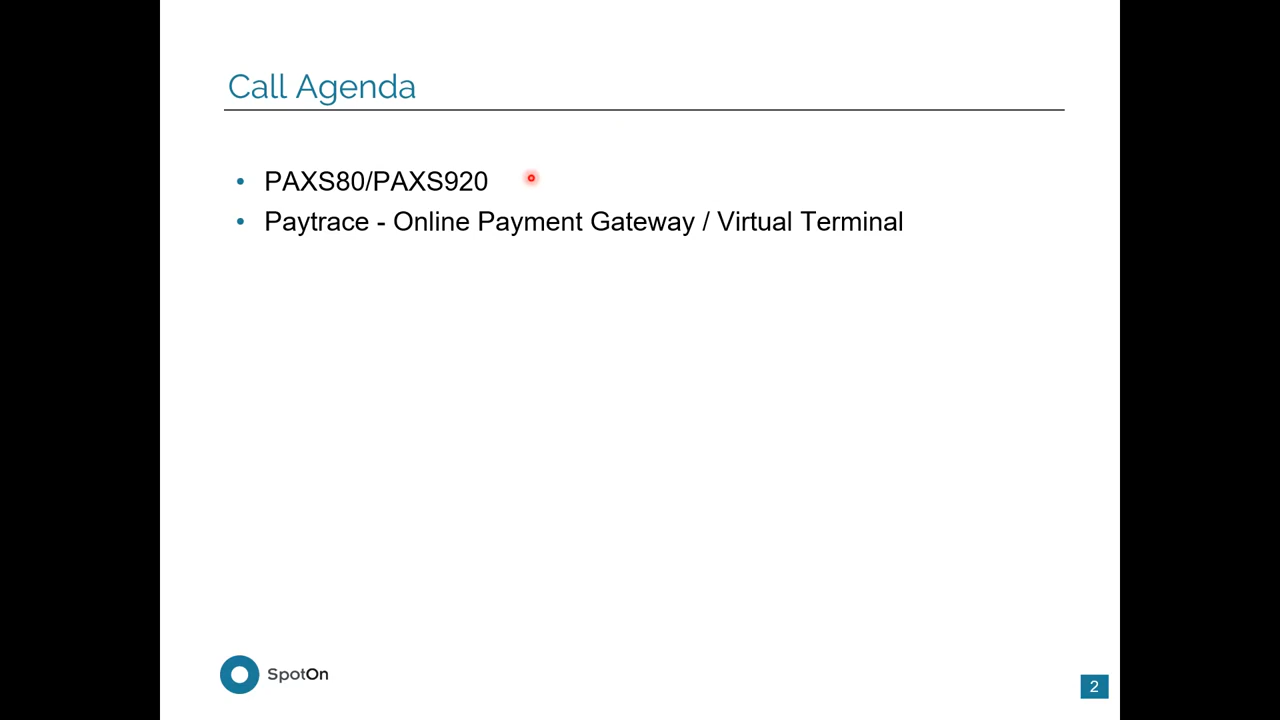 Call Agenda
• PAXS80/PAXS920
• Paytrace - Online Payment Gateway / Virtual Terminal
SpotOn
2